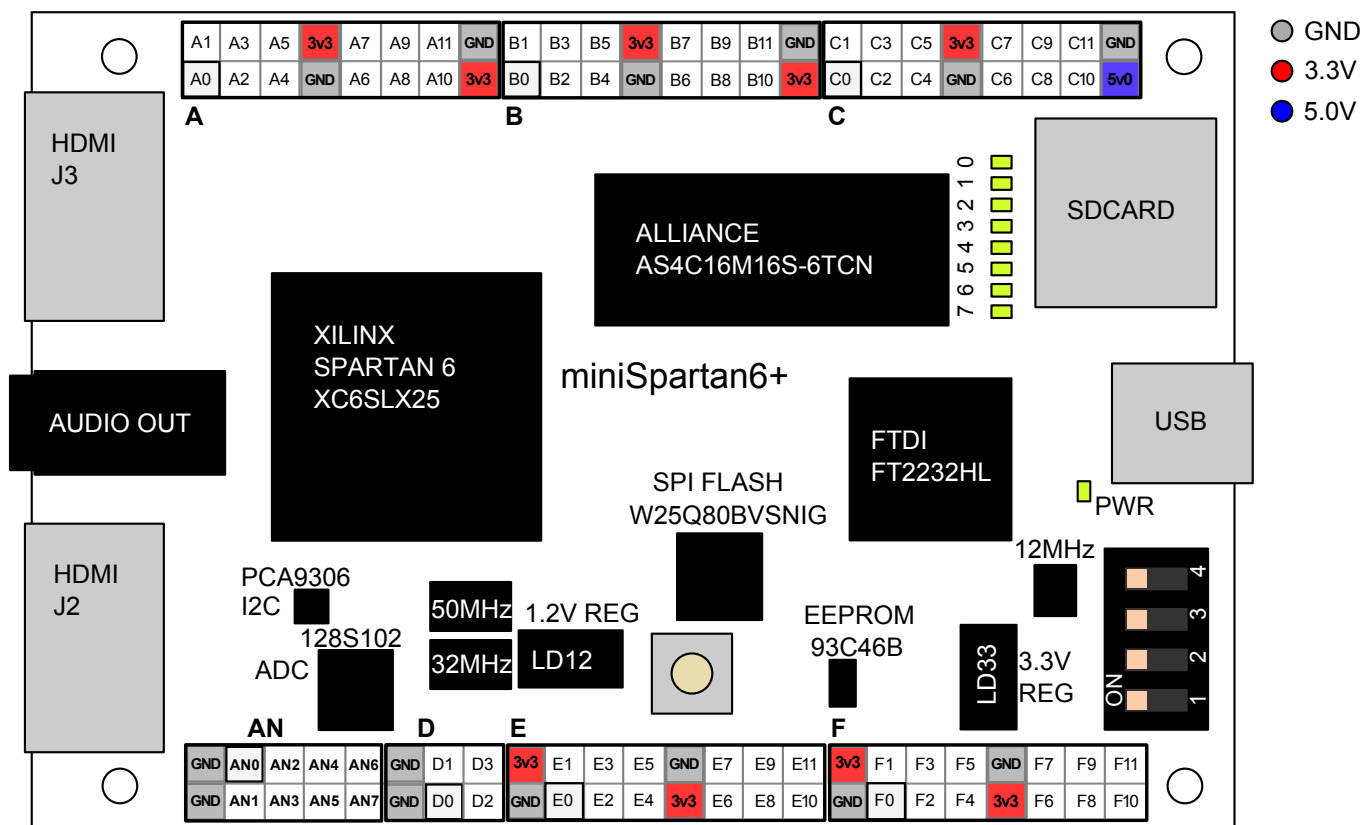 A1 A3 A5 3v3 A7 A9 A11 GND B1 B3 B5 3v3 B7 B9 B11 GND C1 C3 C5 3v3 C7 C9 C11 GND
A0 A2 A4 GND A6 A8 A10 3v3 B0 B2 B4 GND B6 B8 B10 3v3 C0 C2 C4 GND C6 C8 C10 5v0
A B C
GND
3.3V
5.0V
HDMI
J3
ALLIANCE
AS4C16M16S-6TCN
0
1
2
3
4
5
6
7
SDCARD
XILINX
SPARTAN 6
XC6SLX25
miniSpartan6+
AUDIO OUT
FTDI
FT2232HL
USB
PWR
SPI FLASH
W25Q80BVSNIG
HDMI
J2
PCA9306
I2C
128S102
ADC
50MHz
32MHz
1.2V REG
LD12
EEPROM
93C46B
12MHz
LD33
3.3V
REG
4
3
2
1
ON
AN D E F
GND AN0 AN2 AN4 AN6 GND D1 D3 3v3 E1 E3 E5 GND E7 E9 E11 3v3 F1 F3 F5 GND F7 F9 F11
GND AN1 AN3 AN5 AN7 GND D0 D2 GND E0 E2 E4 3v3 E6 E8 E10 GND F0 F2 F4 3v3 F6 F8 F10